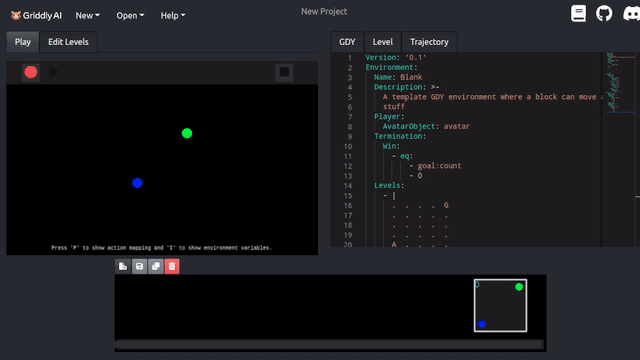 New Project
Griddly AI New Open Help
Play Edit Levels
GDY Level Trajectory
1 Version: '0.1'
2 Environment:
3 Name: Blank
4 Description: >-
5 A template GDY environment where a block can move
6 stuff
7 Player:
8 AvatarObject: avatar
9 Termination:
10 Win:
11 - eq:
12 - goal:count
13 - 0
14 Levels:
15 - |
16 . . . . G
17 . . . . .
18 . . . . .
19 . . . . .
20 A . . . .
Press 'P' to show action mapping and 'I' to show environment variables.
0